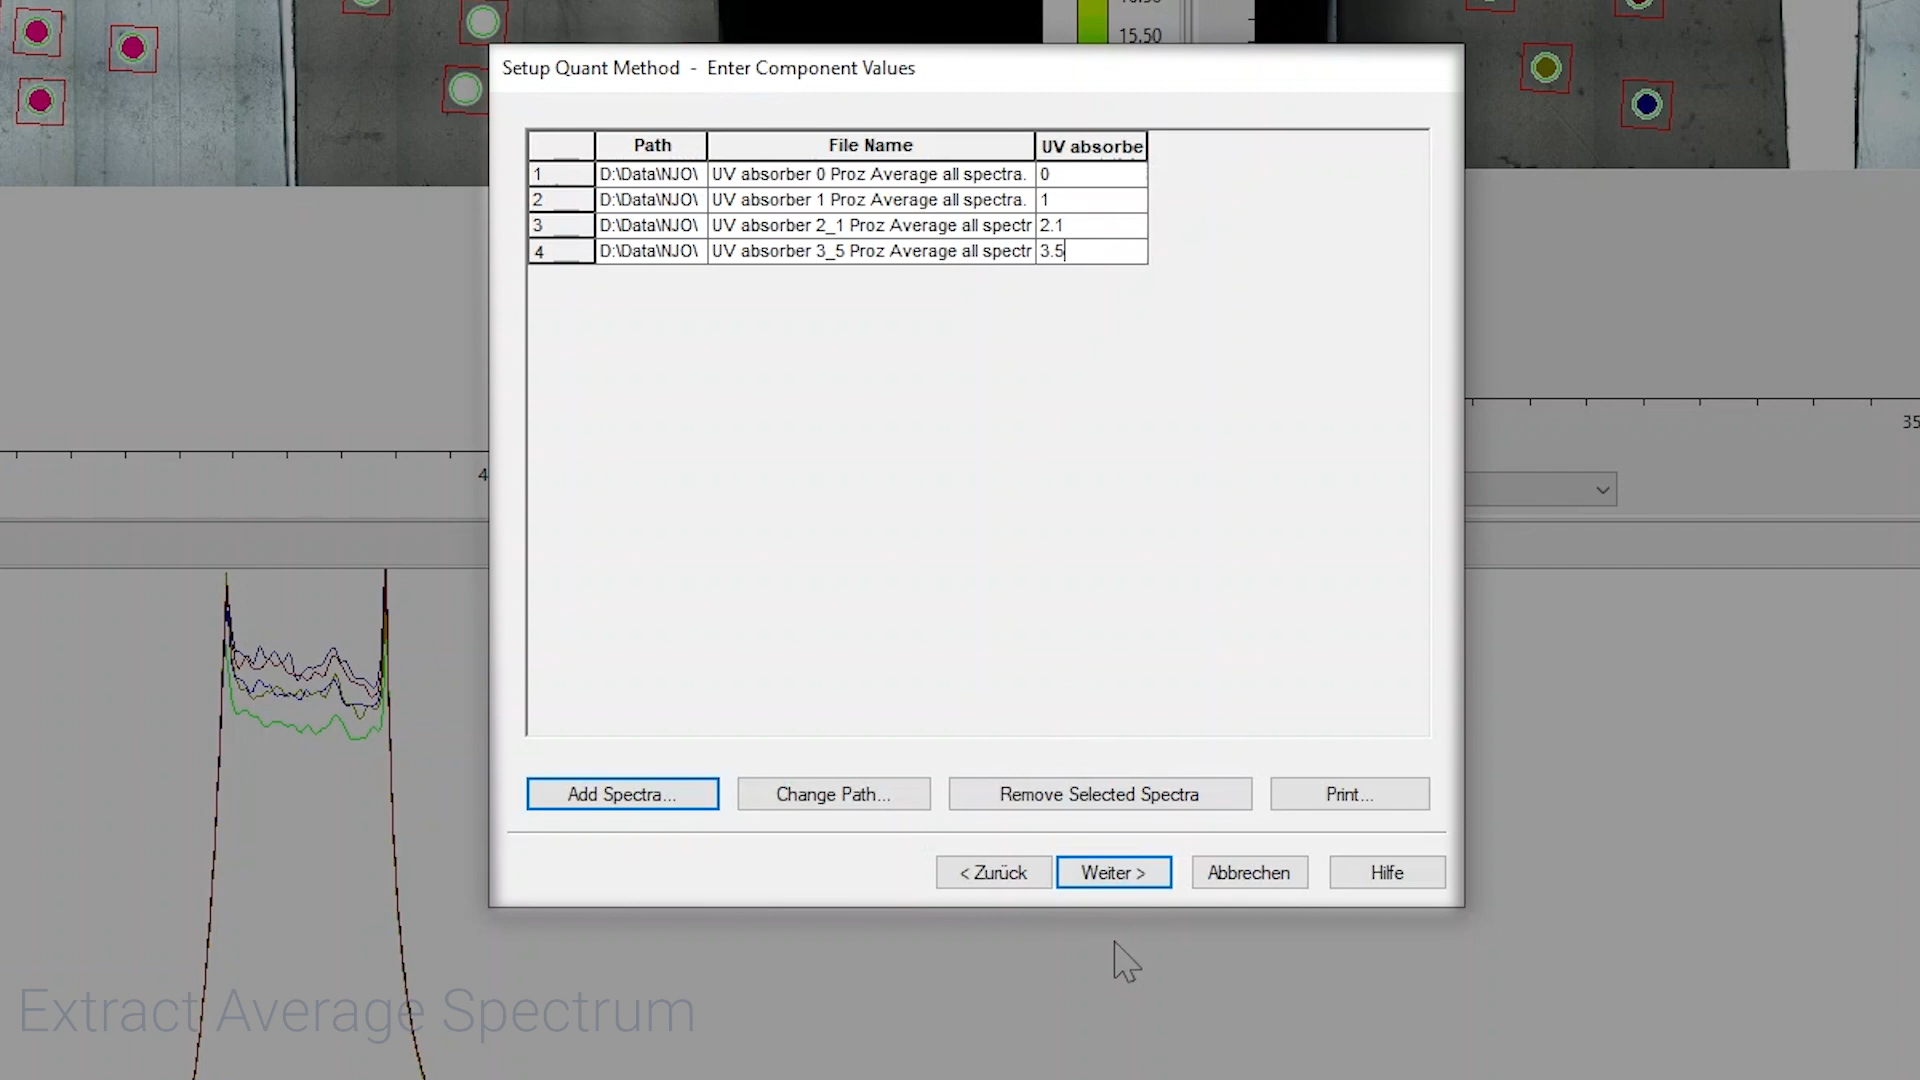 15.50
Setup Quant Method - Enter Component Values
Path File Name UV absorbe
1 D:\Data\NJO\ UV absorber 0 Proz Average all spectra. 0
2 D:\Data\NJO\ UV absorber 1 Proz Average all spectra. 1
3 D:\Data\NJO\ UV absorber 2_1 Proz Average all spectr 2.1
4 D:\Data\NJO\ UV absorber 3_5 Proz Average all spectr 3.5
35
4
Add Spectra... Change Path... Remove Selected Spectra Print...
< Zurück Weiter > Abbrechen Hilfe
Extract Average Spectrum